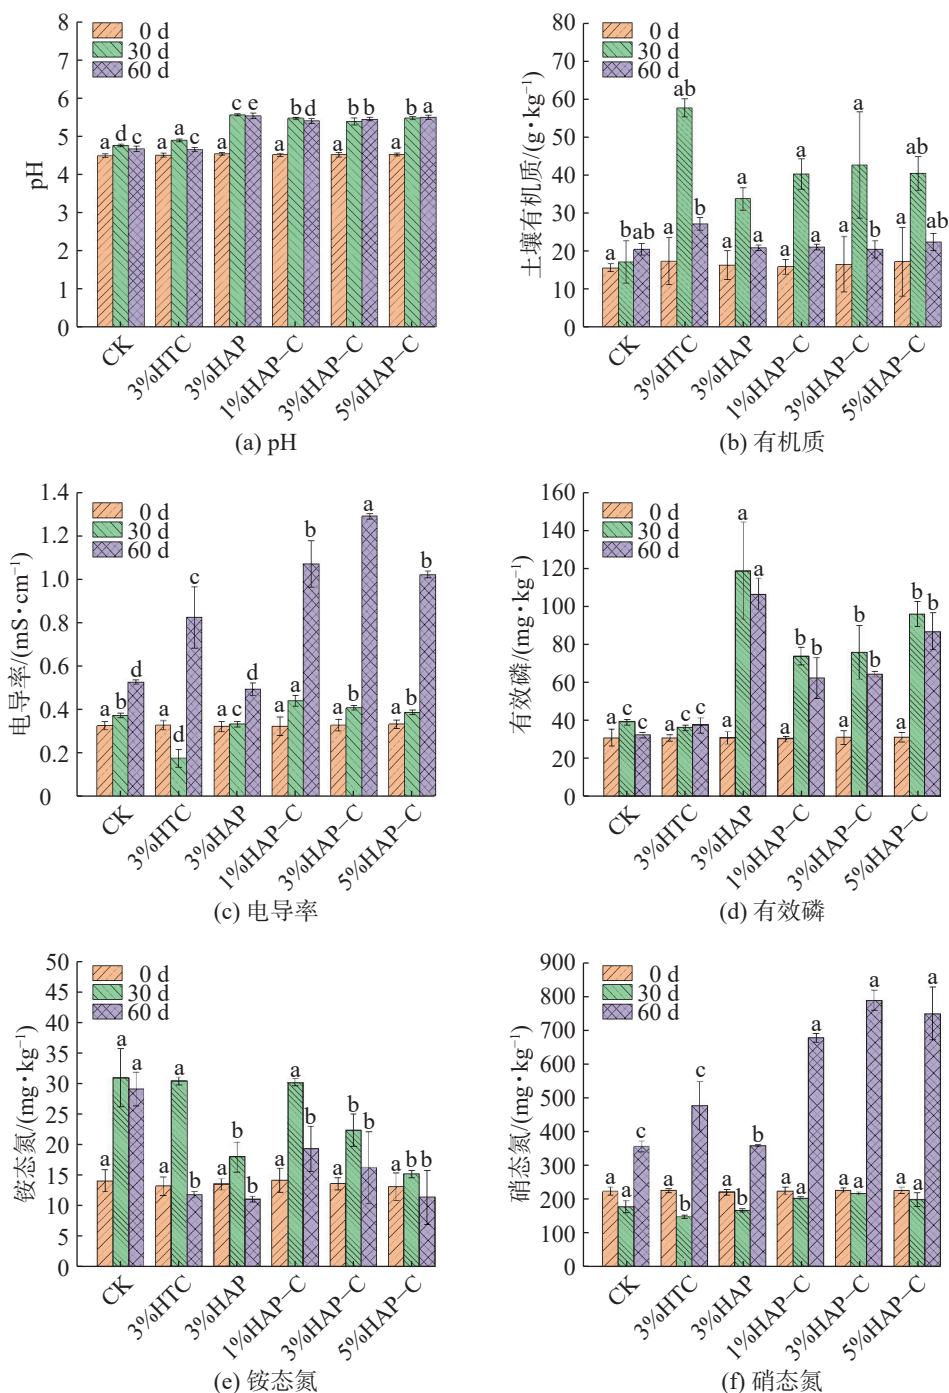 8
7
6
5
4
3
2
1
0
pH
0 d
30 d
60 d
a d c
a a c
a c e
a b d
a b b
a b a
CK
3%HTC
3%HAP
1%HAP–C
3%HAP–C
5%HAP–C
(a) pH
80
70
60
50
40
30
20
10
0
土壤有机质/(g•kg⁻¹)
0 d
30 d
60 d
a b ab
a ab b
a a a
a a a
a a b
a ab ab
CK
3%HTC
3%HAP
1%HAP–C
3%HAP–C
5%HAP–C
(b) 有机质
1.4
1.2
1.0
0.8
0.6
0.4
0.2
0
电导率/(mS•cm⁻¹)
0 d
30 d
60 d
a b d
a d c
a c d
a a b
a b a
a b b
CK
3%HTC
3%HAP
1%HAP–C
3%HAP–C
5%HAP–C
(c) 电导率
160
140
120
100
80
60
40
20
0
有效磷/(mg•kg⁻¹)
0 d
30 d
60 d
a c c
a c c
a a a
a b b
a b b
a b b
CK
3%HTC
3%HAP
1%HAP–C
3%HAP–C
5%HAP–C
(d) 有效磷
50
45
40
35
30
25
20
15
10
5
0
铵态氮/(mg•kg⁻¹)
0 d
30 d
60 d
a a a
a a b
a b b
a a b
a b b
a b b
CK
3%HTC
3%HAP
1%HAP–C
3%HAP–C
5%HAP–C
(e) 铵态氮
900
800
700
600
500
400
300
200
100
0
硝态氮/(mg•kg⁻¹)
0 d
30 d
60 d
a a c
a b c
a b b
a a a
a a a
a a a
CK
3%HTC
3%HAP
1%HAP–C
3%HAP–C
5%HAP–C
(f) 硝态氮